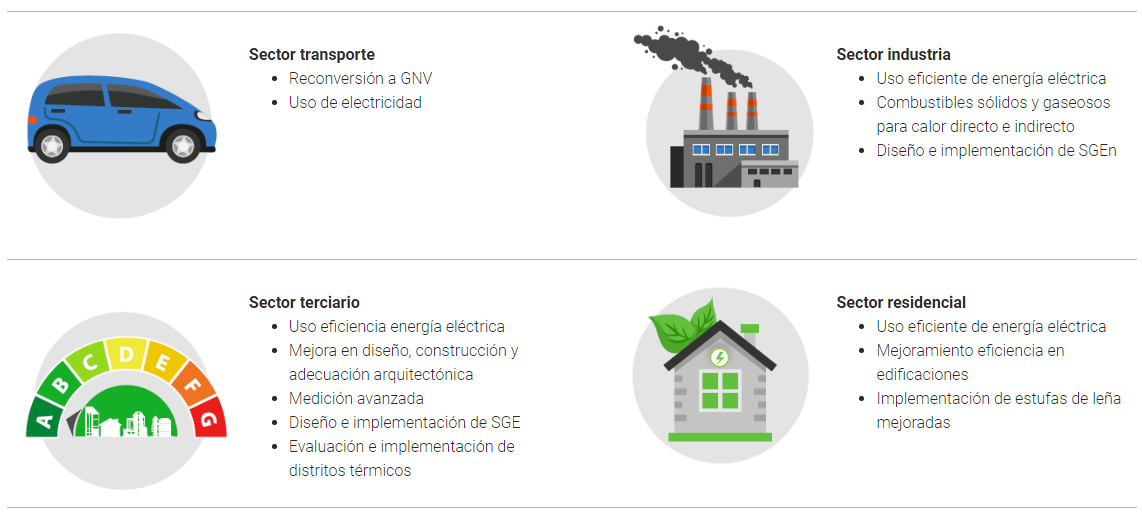 Sector transporte
Reconversión a GNV
Uso de electricidad
Sector industria
Uso eficiente de energía eléctrica
Combustibles sólidos y gaseosos
para calor directo e indirecto
Diseño e implementación de SGEn
A
B
C
D
E
F
G
Sector terciario
Uso eficiencia energía eléctrica
Mejora en diseño, construcción y
adecuación arquitectónica
Medición avanzada
Diseño e implementación de SGE
Evaluación e implementación de
distritos térmicos
Sector residencial
Uso eficiente de energía eléctrica
Mejoramiento eficiencia en
edificaciones
Implementación de estufas de leña
mejoradas